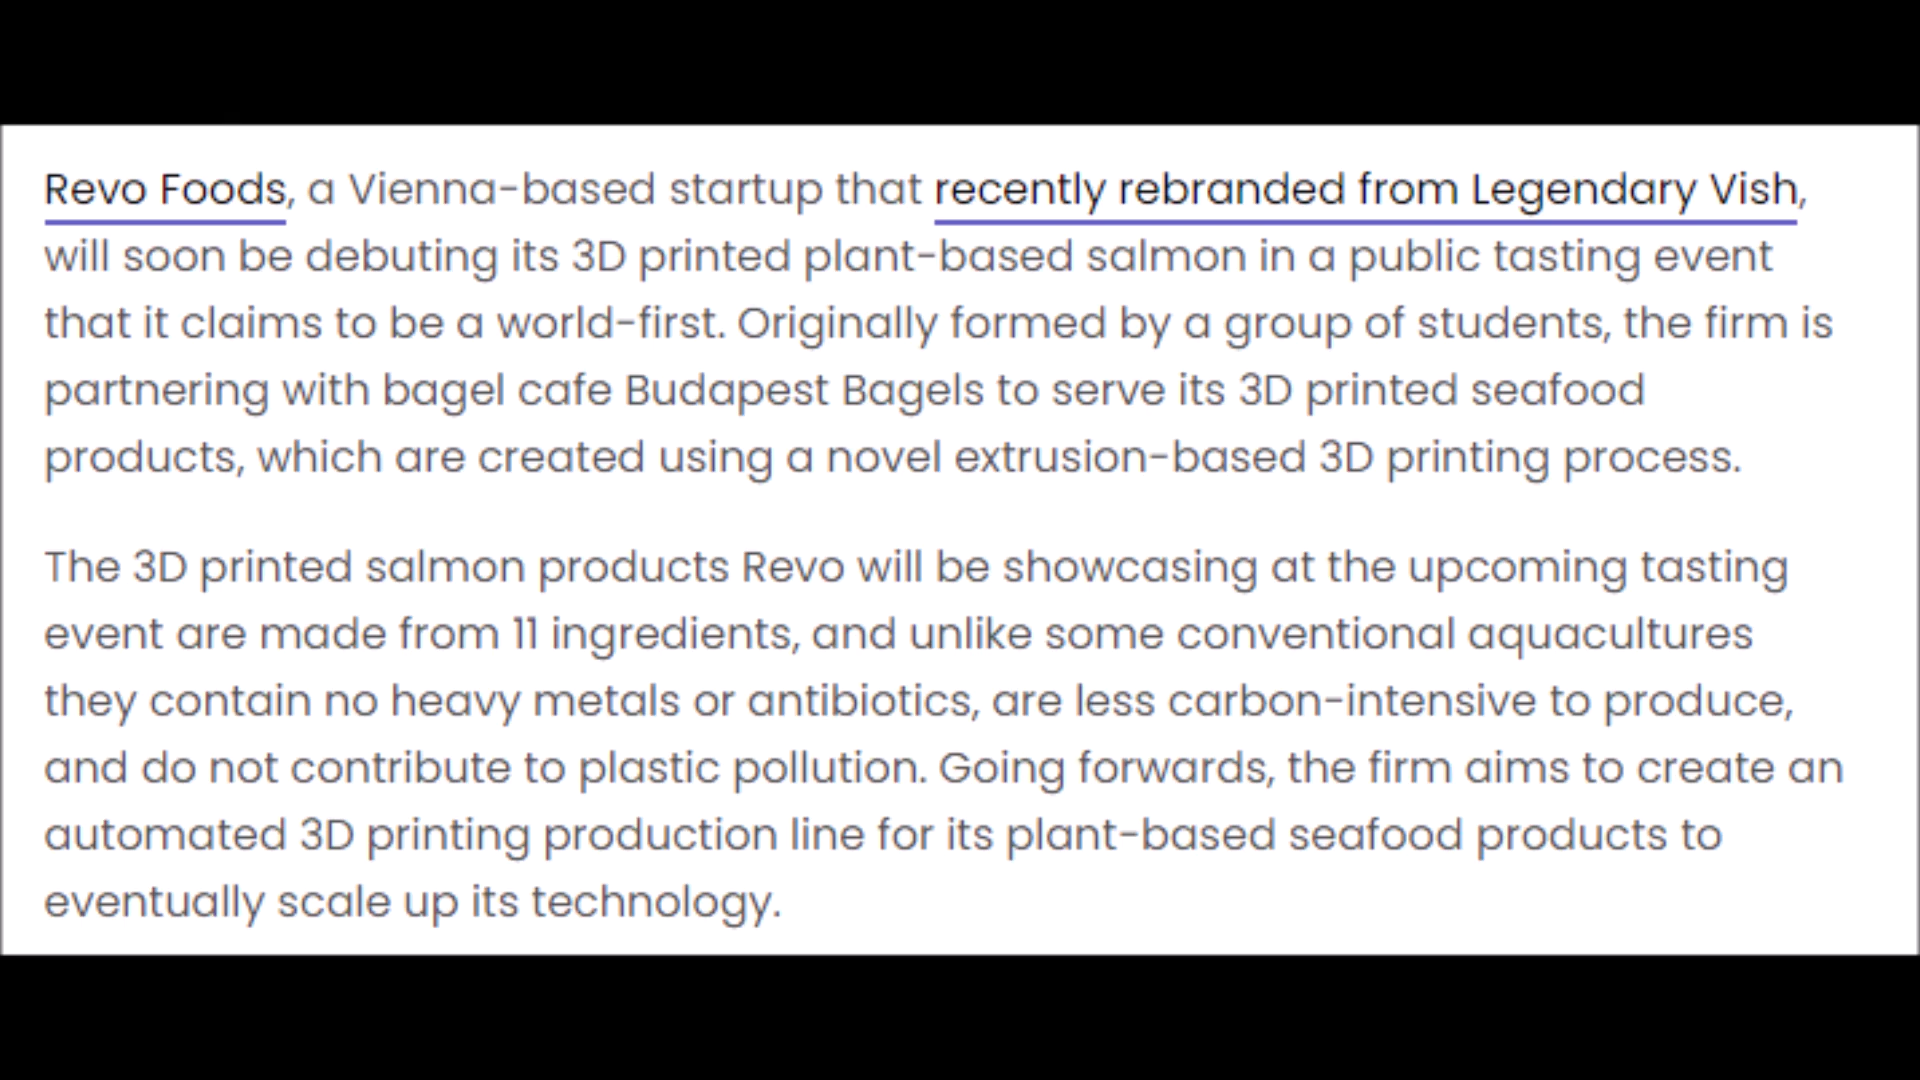 Revo Foods, a Vienna-based startup that recently rebranded from Legendary Vish,
will soon be debuting its 3D printed plant-based salmon in a public tasting event
that it claims to be a world-first. Originally formed by a group of students, the firm is
partnering with bagel cafe Budapest Bagels to serve its 3D printed seafood
products, which are created using a novel extrusion-based 3D printing process.
The 3D printed salmon products Revo will be showcasing at the upcoming tasting
event are made from 11 ingredients, and unlike some conventional aquacultures
they contain no heavy metals or antibiotics, are less carbon-intensive to produce,
and do not contribute to plastic pollution. Going forwards, the firm aims to create an
automated 3D printing production line for its plant-based seafood products to
eventually scale up its technology.